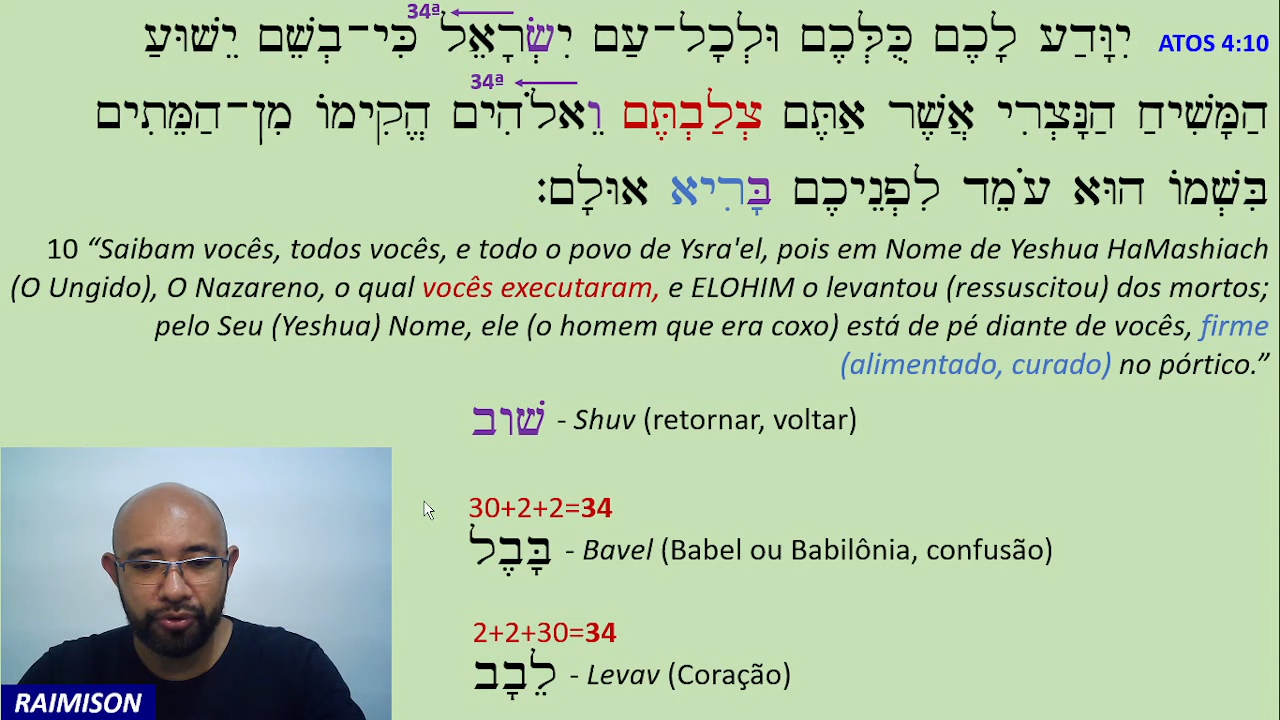 34ª
ATOS 4:10
יִוָּדַע לָכֶם כֻּלְּכֶם וּלְכָל־עַם יִשְׂרָאֵל כִּי־בְשֵׁם יֵשׁוּעַ
34ª
הַמָּשִׁיחַ הַנָּצְרִי אֲשֶׁר אַתֶּם צְלַבְתֶּם וֵאלֹהִים הֱקִימוֹ מִן־הַמֵּתִים
בִּשְׁמוֹ הוּא עֹמֵד לִפְנֵיכֶם בָּרִיא אוּלָם׃
10 “Saibam vocês, todos vocês, e todo o povo de Ysra'el, pois em Nome de Yeshua HaMashiach
(O Ungido), O Nazareno, o qual vocês executaram, e ELOHIM o levantou (ressuscitou) dos mortos;
pelo Seu (Yeshua) Nome, ele (o homem que era coxo) está de pé diante de vocês, firme
(alimentado, curado) no pórtico.”
שׁוּב - Shuv (retornar, voltar)
30+2+2=34
בָּבֶל - Bavel (Babel ou Babilônia, confusão)
2+2+30=34
לֵבָב - Levav (Coração)
RAIMISON